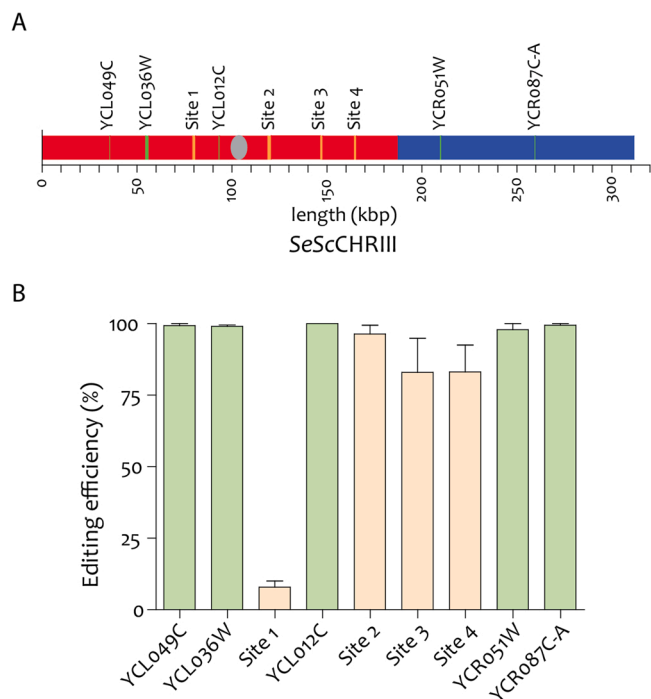 A
YCL049C
YCL036W
Site 1
YCL012C
Site 2
Site 3
Site 4
YCR051W
YCR087C-A
0
50
100
150
200
250
300
length (kbp)
SeScCHRIII
B
Editing efficiency (%)
100
75
50
25
0
YCL049C
YCL036W
Site 1
YCL012C
Site 2
Site 3
Site 4
YCR051W
YCR087C-A